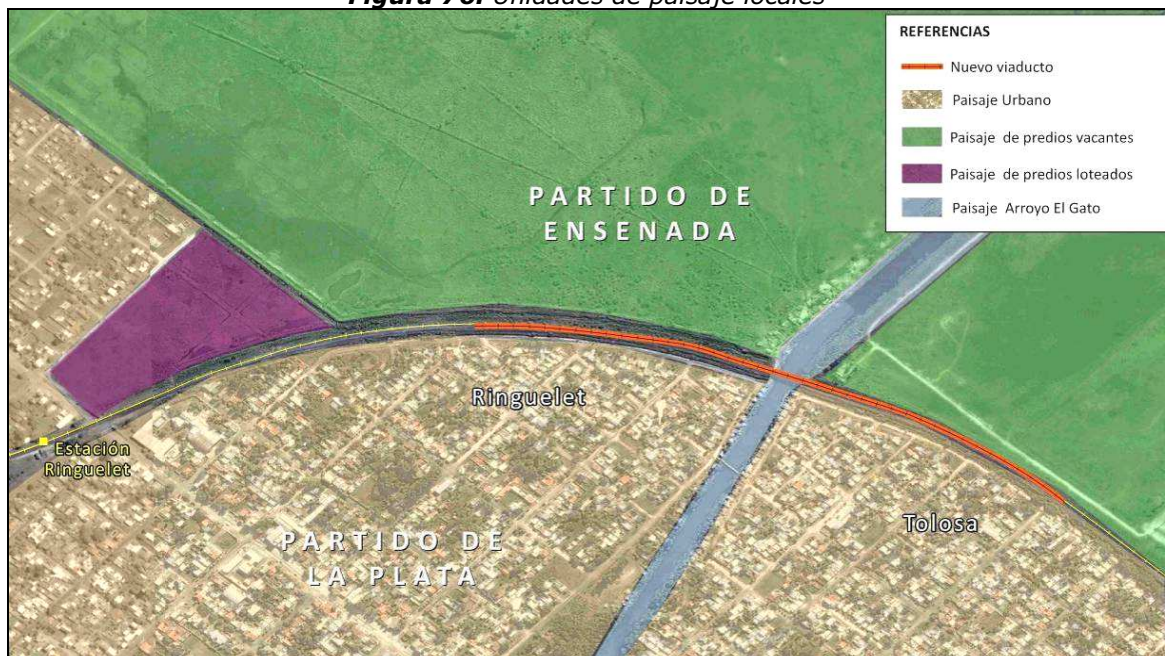 Figura 76. Unidades de paisaje locales
REFERENCIAS
Nuevo viaducto
Paisaje Urbano
Paisaje de predios vacantes
Paisaje de predios loteados
Paisaje Arroyo El Gato
PARTIDO DE
ENSENADA
Ringuelet
Estación
Ringuelet
Tolosa
PARTIDO DE
LA PLATA